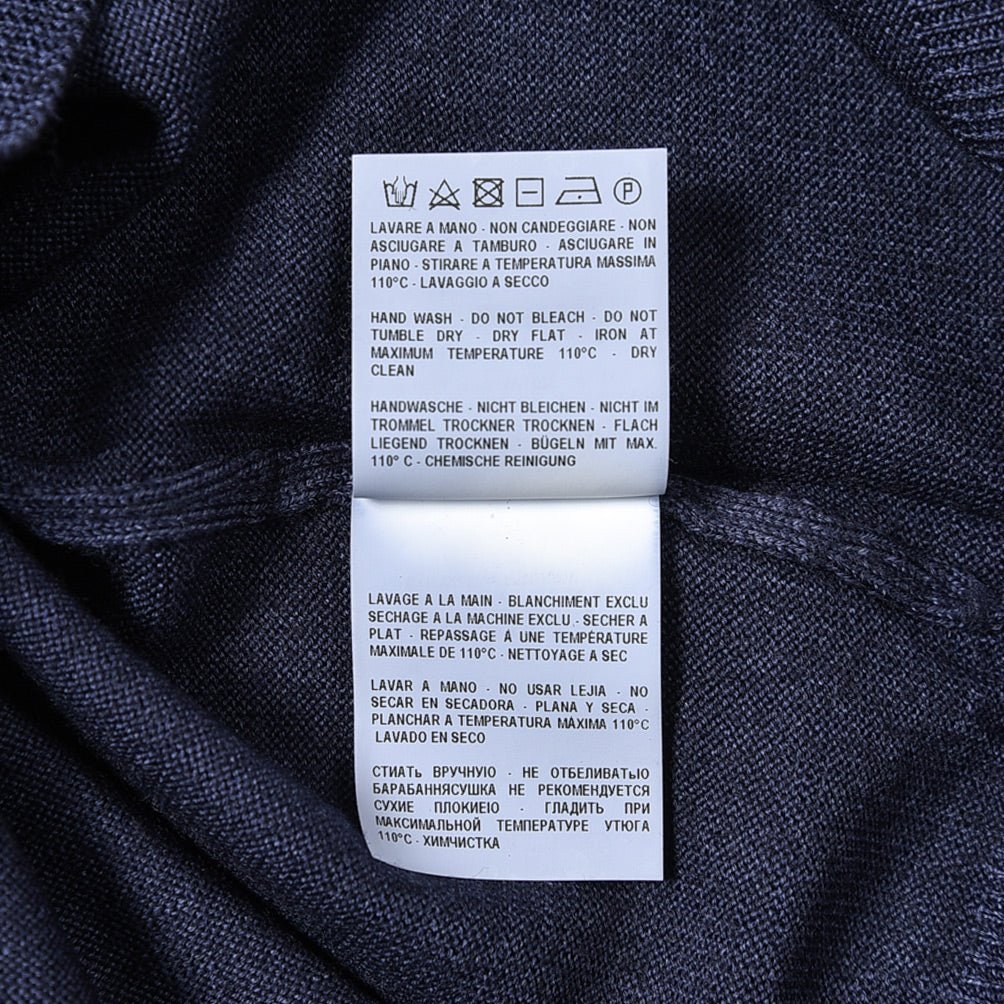 P
LAVARE A MANO - NON CANDEGGIARE - NON
ASCIUGARE A TAMBURO - ASCIUGARE IN
PIANO - STIRARE A TEMPERATURA MASSIMA
110°C - LAVAGGIO A SECCO
HAND WASH - DO NOT BLEACH - DO NOT
TUMBLE DRY - DRY FLAT - IRON AT
MAXIMUM TEMPERATURE 110°C - DRY
CLEAN
HANDWASCHE - NICHT BLEICHEN - NICHT IM
TROMMEL TROCKNER TROCKNEN - FLACH
LIEGEND TROCKNEN - BÜGELN MIT MAX.
110° C - CHEMISCHE REINIGUNG
LAVAGE A LA MAIN - BLANCHIMENT EXCLU
SECHAGE A LA MACHINE EXCLU - SECHER A
PLAT - REPASSAGE À UNE TEMPÉRATURE
MAXIMALE DE 110°C - NETTOYAGE A SEC
LAVAR A MANO - NO USAR LEJIA - NO
SECAR EN SECADORA - PLANA Y SECA -
PLANCHAR A TEMPERATURA MÁXIMA 110°C
LAVADO EN SECO
СТИАТЬ ВРУЧНУЮ - НЕ ОТБЕЛИВАТЬЮ
БАРАБАННЯСУШКА НЕ РЕКОМЕНДУЕТСЯ
СУХИЕ ПЛОКИЕЮ - ГЛАДИТЬ ПРИ
МАКСИМАЛЬНОЙ ТЕМПЕРАТУРЕ УТЮГА
110°C - ХИМЧИСТКА